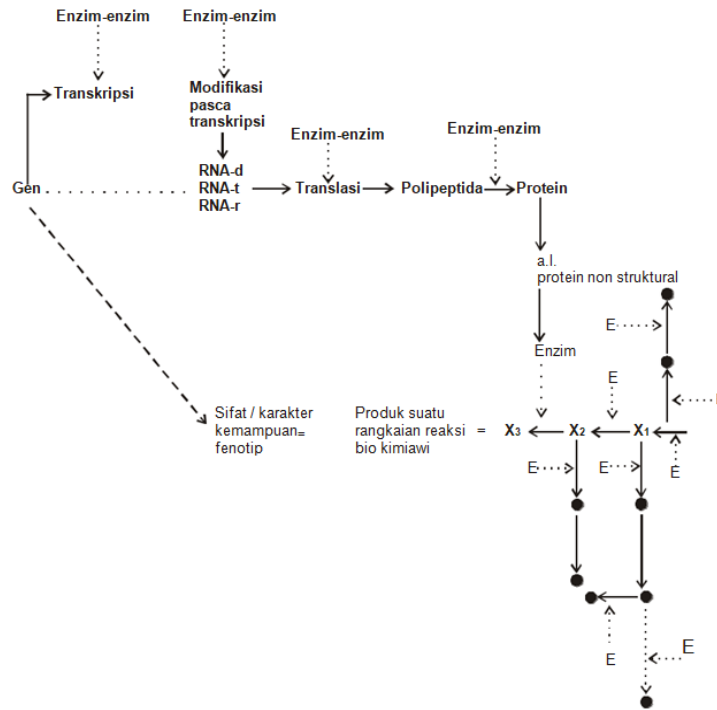 Enzim-enzim
Enzim-enzim
Transkripsi
Modifikasi
pasca
transkripsi
Enzim-enzim
Enzim-enzim
Gen
RNA-d
RNA-t
RNA-r
Translasi
Polipeptida
Protein
a.l.
protein non struktural
E
Enzim
E
Sifat / karakter
kemampuan=
fenotip
Produk suatu
rangkaian reaksi =
bio kimiawi
X3
X2
X1
E
E
E
E
E